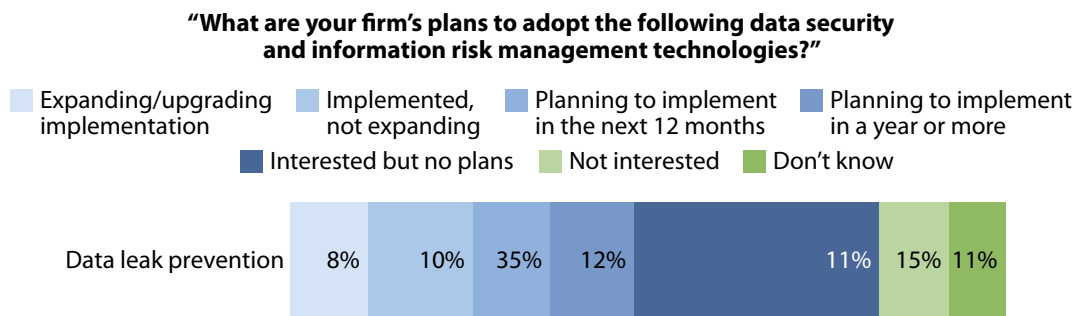 “What are your firm’s plans to adopt the following data security
and information risk management technologies?”
Expanding/upgrading
implementation
Implemented,
not expanding
Planning to implement
in the next 12 months
Planning to implement
in a year or more
Interested but no plans
Not interested
Don’t know
Data leak prevention
8%
10%
35%
12%
11%
15%
11%